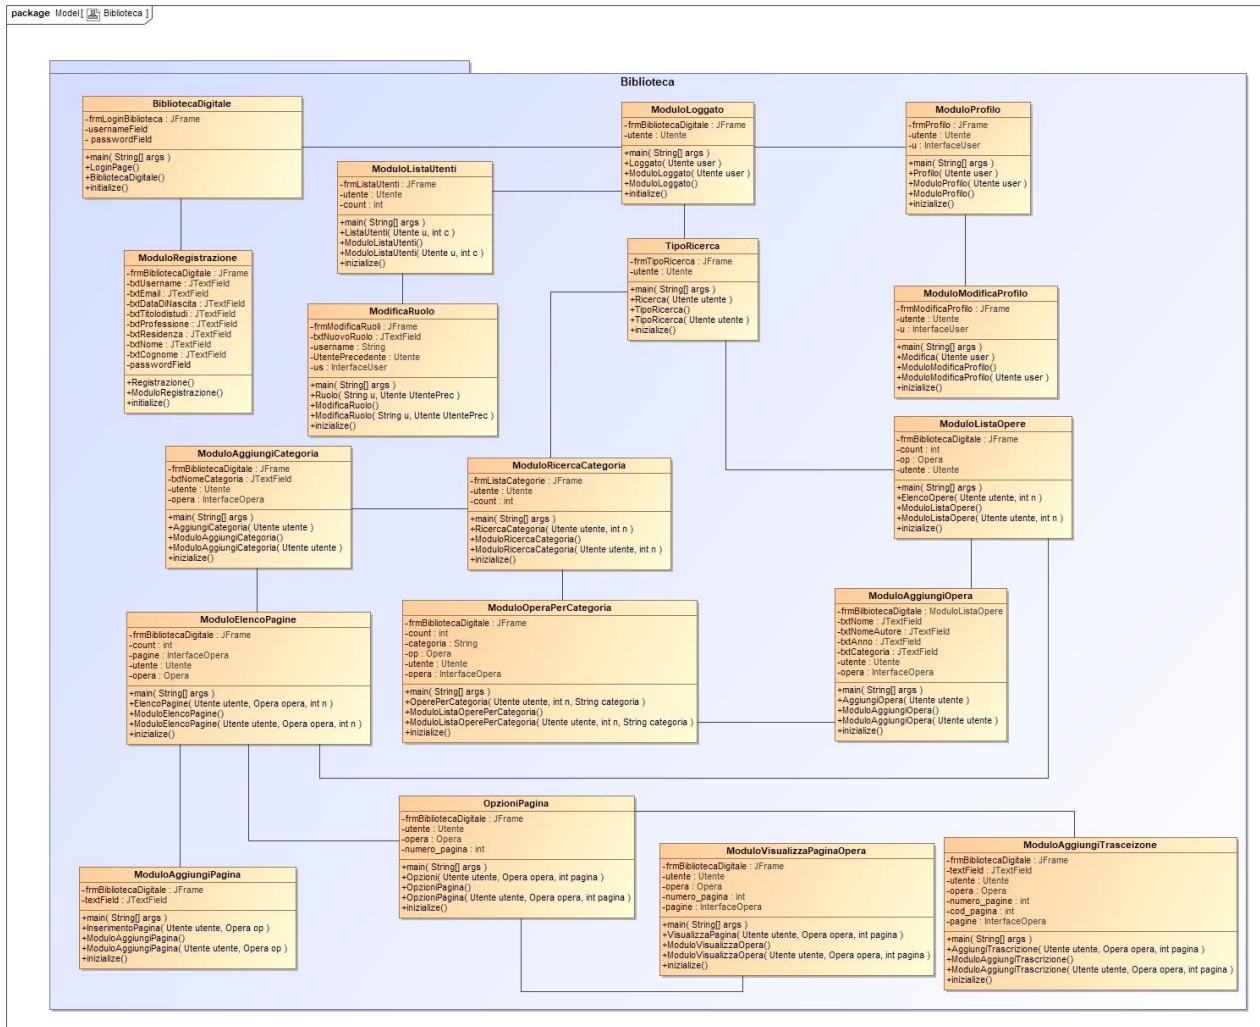 package Model[ Biblioteca ]
Biblioteca
BibliotecaDigitale
-frmLoginBiblioteca : JFrame
-usernameField
- passwordField
+main( String[] args )
+LoginPage()
+BibliotecaDigitale()
+initialize()
ModuloListaUtenti
-frmListaUtenti : JFrame
-utente : Utente
-count : int
+main( String[] args )
+ListaUtenti( Utente u, int c )
+ModuloListaUtenti()
+ModuloListaUtenti( Utente u, int c )
+inizialize()
ModuloLoggato
-frmBibliotecaDigitale : JFrame
-utente : Utente
+main( String[] args )
+Loggato( Utente user )
+ModuloLoggato( Utente user )
+ModuloLoggato()
+initialize()
ModuloProfilo
-frmProfilo : JFrame
-utente : Utente
-u : InterfaceUser
+main( String[] args )
+Profilo( Utente user )
+ModuloProfilo( Utente user )
+ModuloProfilo()
+inizialize()
ModuloRegistrazione
-frmBibliotecaDigitale : JFrame
-txtUsername : JTextField
-txtEmail : JTextField
-txtDataDiNascita : JTextField
-txtTitolodistudi : JTextField
-txtProfessione : JTextField
-txtResidenza : JTextField
-txtNome : JTextField
-txtCognome : JTextField
-passwordField
+Registrazione()
+ModuloRegistrazione()
+initialize()
ModificaRuolo
-frmModificaRuoli : JFrame
-txtNuovoRuolo : JTextField
-username : String
-UtentePrecedente : Utente
-us : InterfaceUser
+main( String[] args )
+Ruolo( String u, Utente UtentePrec )
+ModificaRuolo()
+ModificaRuolo( String u, Utente UtentePrec )
+inizialize()
TipoRicerca
-frmTipoRicerca : JFrame
-utente : Utente
+main( String[] args )
+Ricerca( Utente utente )
+TipoRicerca()
+TipoRicerca( Utente utente )
+inizialize()
ModuloModificaProfilo
-frmModificaProfilo : JFrame
-utente : Utente
-u : InterfaceUser
+main( String[] args )
+Modifica( Utente user )
+ModuloModificaProfilo()
+ModuloModificaProfilo( Utente user )
+inizialize()
ModuloAggiungiCategoria
-frmBibliotecaDigitale : JFrame
-txtNomeCategoria : JTextField
-utente : Utente
-opera : InterfaceOpera
+main( String[] args )
+AggiungiCategoria( Utente utente )
+ModuloAggiungiCategoria()
+ModuloAggiungiCategoria( Utente utente )
+inizialize()
ModuloRicercaCategoria
-frmListaCategorie : JFrame
-utente : Utente
-count : int
+main( String[] args )
+RicercaCategoria( Utente utente, int n )
+ModuloRicercaCategoria()
+ModuloRicercaCategoria( Utente utente, int n )
+inizialize()
ModuloListaOpere
-frmBibliotecaDigitale : JFrame
-count : int
-op : Opera
-utente : Utente
+main( String[] args )
+ElencoOpere( Utente utente, int n )
+ModuloListaOpere()
+ModuloListaOpere( Utente utente, int n )
+inizialize()
ModuloElencoPagine
-frmBibliotecaDigitale : JFrame
-count : int
-pagine : InterfaceOpera
-utente : Utente
-opera : Opera
+main( String[] args )
+ElencoPagine( Utente utente, Opera opera, int n )
+ModuloElencoPagine()
+ModuloElencoPagine( Utente utente, Opera opera, int n )
+inizialize()
ModuloOperaPerCategoria
-frmBibliotecaDigitale : JFrame
-count : int
-categoria : String
-op : Opera
-utente : Utente
-opera : InterfaceOpera
+main( String[] args )
+OperePerCategoria( Utente utente, int n, String categoria )
+ModuloListaOperePerCategoria()
+ModuloListaOperePerCategoria( Utente utente, int n, String categoria )
+inizialize()
ModuloAggiungiOpera
-frmBilbiotecaDigitale : ModuloListaOpere
-txtNome : JTextField
-txtNomeAutore : JTextField
-txtAnno : JTextField
-txtCategoria : JTextField
-utente : Utente
-opera : InterfaceOpera
+main( String[] args )
+AggiungiOpera( Utente utente )
+ModuloAggiungiOpera()
+ModuloAggiungiOpera( Utente utente )
+inizialize()
ModuloAggiungiPagina
-frmBibliotecaDigitale : JFrame
-textField : JTextField
+main( String[] args )
+InserimentoPagina( Utente utente, Opera op )
+ModuloAggiungiPagina()
+ModuloAggiungiPagina( Utente utente, Opera op )
+inizialize()
OpzioniPagina
-frmBibliotecaDigitale : JFrame
-utente : Utente
-opera : Opera
-numero_pagina : int
+main( String[] args )
+Opzioni( Utente utente, Opera opera, int pagina )
+OpzioniPagina()
+OpzioniPagina( Utente utente, Opera opera, int pagina )
+inizialize()
ModuloVisualizzaPaginaOpera
-frmBibliotecaDigitale : JFrame
-utente : Utente
-opera : Opera
-numero_pagina : int
-pagine : InterfaceOpera
+main( String[] args )
+VisualizzaPagina( Utente utente, Opera opera, int pagina )
+ModuloVisualizzaOpera()
+ModuloVisualizzaOpera( Utente utente, Opera opera, int pagina )
+inizialize()
ModuloAggiungiTrasceizone
-frmBibliotecaDigitale : JFrame
-textField : JTextField
-utente : Utente
-opera : Opera
-numero_pagine : int
-cod_pagina : int
-pagine : InterfaceOpera
+main( String[] args )
+AggiungiTrascrizione( Utente utente, Opera opera, int pagina )
+ModuloAggiungiTrascrizione()
+ModuloAggiungiTrascrizione( Utente utente, Opera opera, int pagina )
+inizialize()